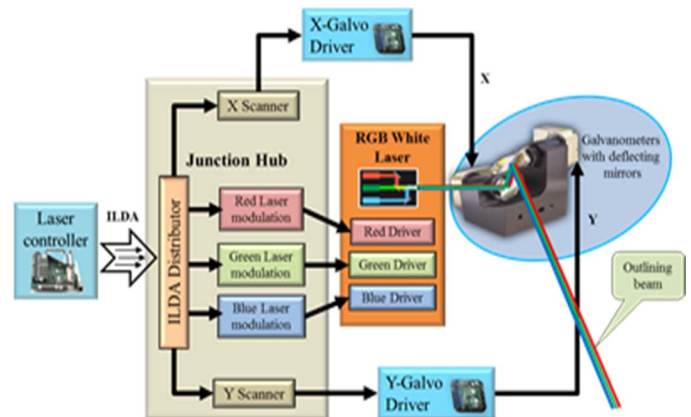 X-Galvo
Driver
X
X Scanner
Junction Hub
RGB White
Laser
Galvanometers
with deflecting
mirrors
Laser
controller
ILDA
ILDA Distributor
Red Laser
modulation
Red Driver
Green Laser
modulation
Green Driver
Blue Laser
modulation
Blue Driver
Y
Outlining
beam
Y Scanner
Y-Galvo
Driver